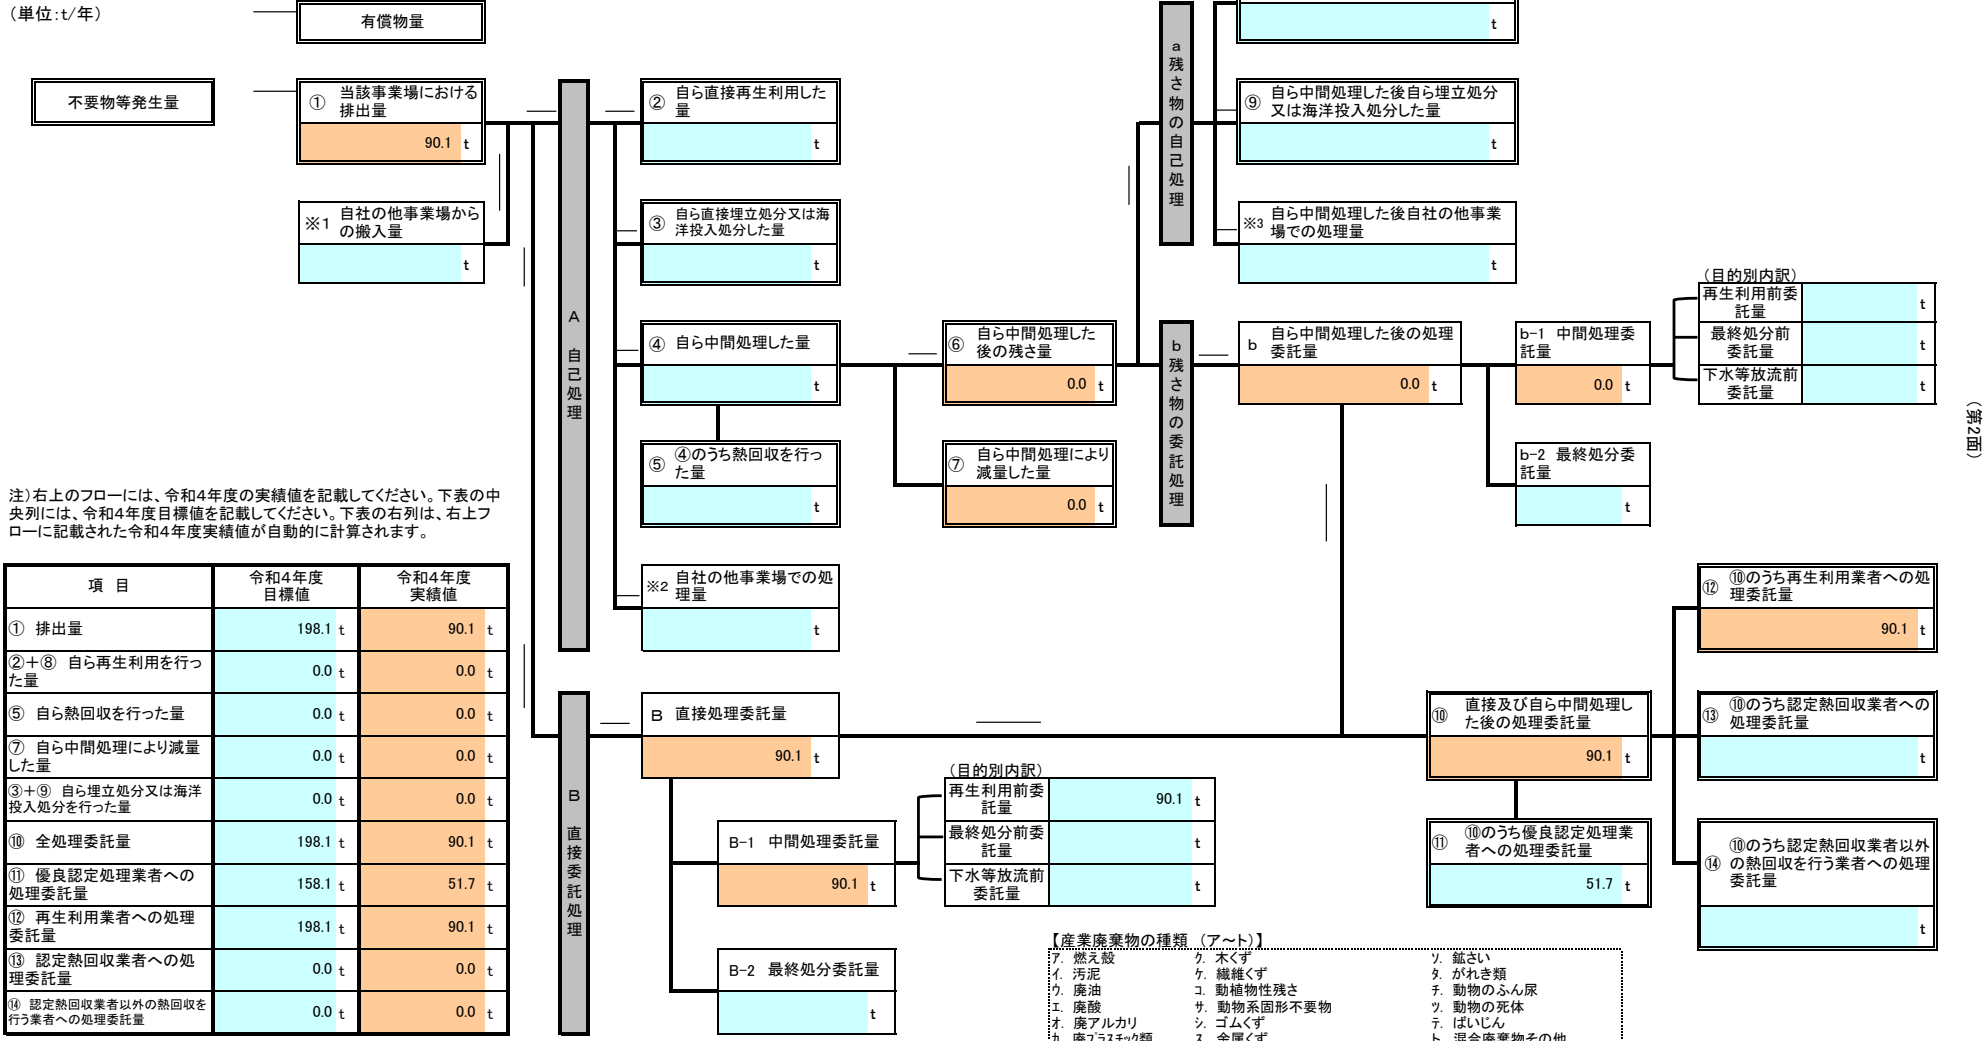 （単位:t/年）
有償物量
t
不要物等発生量
① 当該事業場における
排出量
90.1 t
※1 自社の他事業場から
の搬入量
t
A 自己処理
② 自ら直接再生利用した
量
t
③ 自ら直接埋立処分又は海
洋投入処分した量
t
④ 自ら中間処理した量
t
⑤ ④のうち熱回収を行っ
た量
t
※2 自社の他事業場での処
理量
t
⑥ 自ら中間処理した
後の残さ量
0.0 t
⑦ 自ら中間処理により
減量した量
0.0 t
a 残さ物の自己処理
⑨ 自ら中間処理した後自ら埋立処分
又は海洋投入処分した量
t
※3 自ら中間処理した後自社の他事業
場での処理量
t
b 残さ物の委託処理
b 自ら中間処理した後の処理
委託量
0.0 t
b-1 中間処理委
託量
0.0 t
b-2 最終処分委
託量
t
（目的別内訳）
再生利用前委
託量
t
最終処分前
委託量
t
下水等放流前
委託量
t
（第2面）
注）右上のフローには、令和4年度の実績値を記載してください。下表の中
央列には、令和4年度目標値を記載してください。下表の右列は、右上フ
ローに記載された令和4年度実績値が自動的に計算されます。
項 目
令和4年度
目標値
令和4年度
実績値
① 排出量 198.1 t 90.1 t
②＋⑧ 自ら再生利用を行っ
た量 0.0 t 0.0 t
⑤ 自ら熱回収を行った量 0.0 t 0.0 t
⑦ 自ら中間処理により減量
した量 0.0 t 0.0 t
③＋⑨ 自ら埋立処分又は海洋
投入処分を行った量 0.0 t 0.0 t
⑩ 全処理委託量 198.1 t 90.1 t
⑪ 優良認定処理業者への
処理委託量 158.1 t 51.7 t
⑫ 再生利用業者への処理
委託量 198.1 t 90.1 t
⑬ 認定熱回収業者への処
理委託量 0.0 t 0.0 t
⑭ 認定熱回収業者以外の熱回収を
行う業者への処理委託量 0.0 t 0.0 t
B 直接委託処理
B 直接処理委託量
90.1 t
B-1 中間処理委託量
90.1 t
B-2 最終処分委託量
t
（目的別内訳）
再生利用前委
託量
90.1 t
最終処分前委
託量
t
下水等放流前
委託量
t
⑩ 直接及び自ら中間処理し
た後の処理委託量
90.1 t
⑪ ⑩のうち優良認定処理業
者への処理委託量
51.7 t
⑫ ⑩のうち再生利用業者への処
理委託量
90.1 t
⑬ ⑩のうち認定熱回収業者への
処理委託量
t
⑭ ⑩のうち認定熱回収業者以外
の熱回収を行う業者への処理
委託量
t
【産業廃棄物の種類 （ア～ト）】
ア. 燃え殻 ク. 木くず ソ. 鉱さい
イ. 汚泥 ケ. 繊維くず タ. がれき類
ウ. 廃油 コ. 動植物性残さ チ. 動物のふん尿
エ. 廃酸 サ. 動物系固形不要物 ツ. 動物の死体
オ. 廃アルカリ シ. ゴムくず テ. ばいじん
カ. 廃プラスチック類 ス. 金属くず ト. 混合廃棄物その他